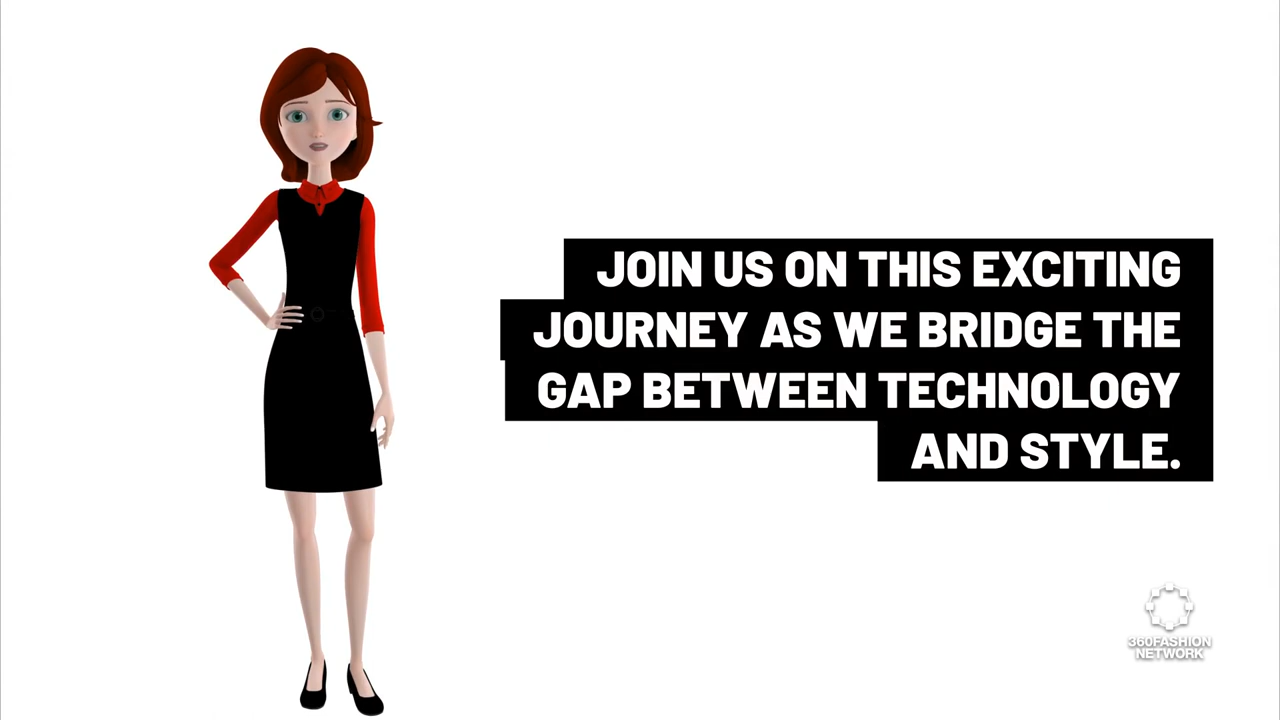 JOIN US ON THIS EXCITING
JOURNEY AS WE BRIDGE THE
GAP BETWEEN TECHNOLOGY
AND STYLE.
360FASHION
NETWORK